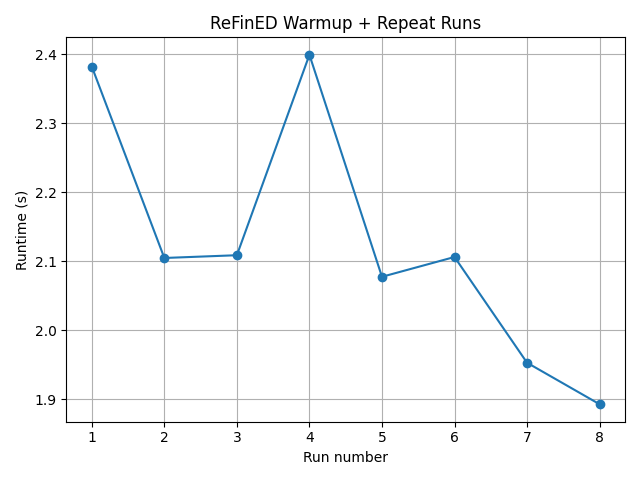 ReFinED Warmup + Repeat Runs
2.4
2.3
2.2
2.1
2.0
1.9
Runtime (s)
1 2 3 4 5 6 7 8
Run number